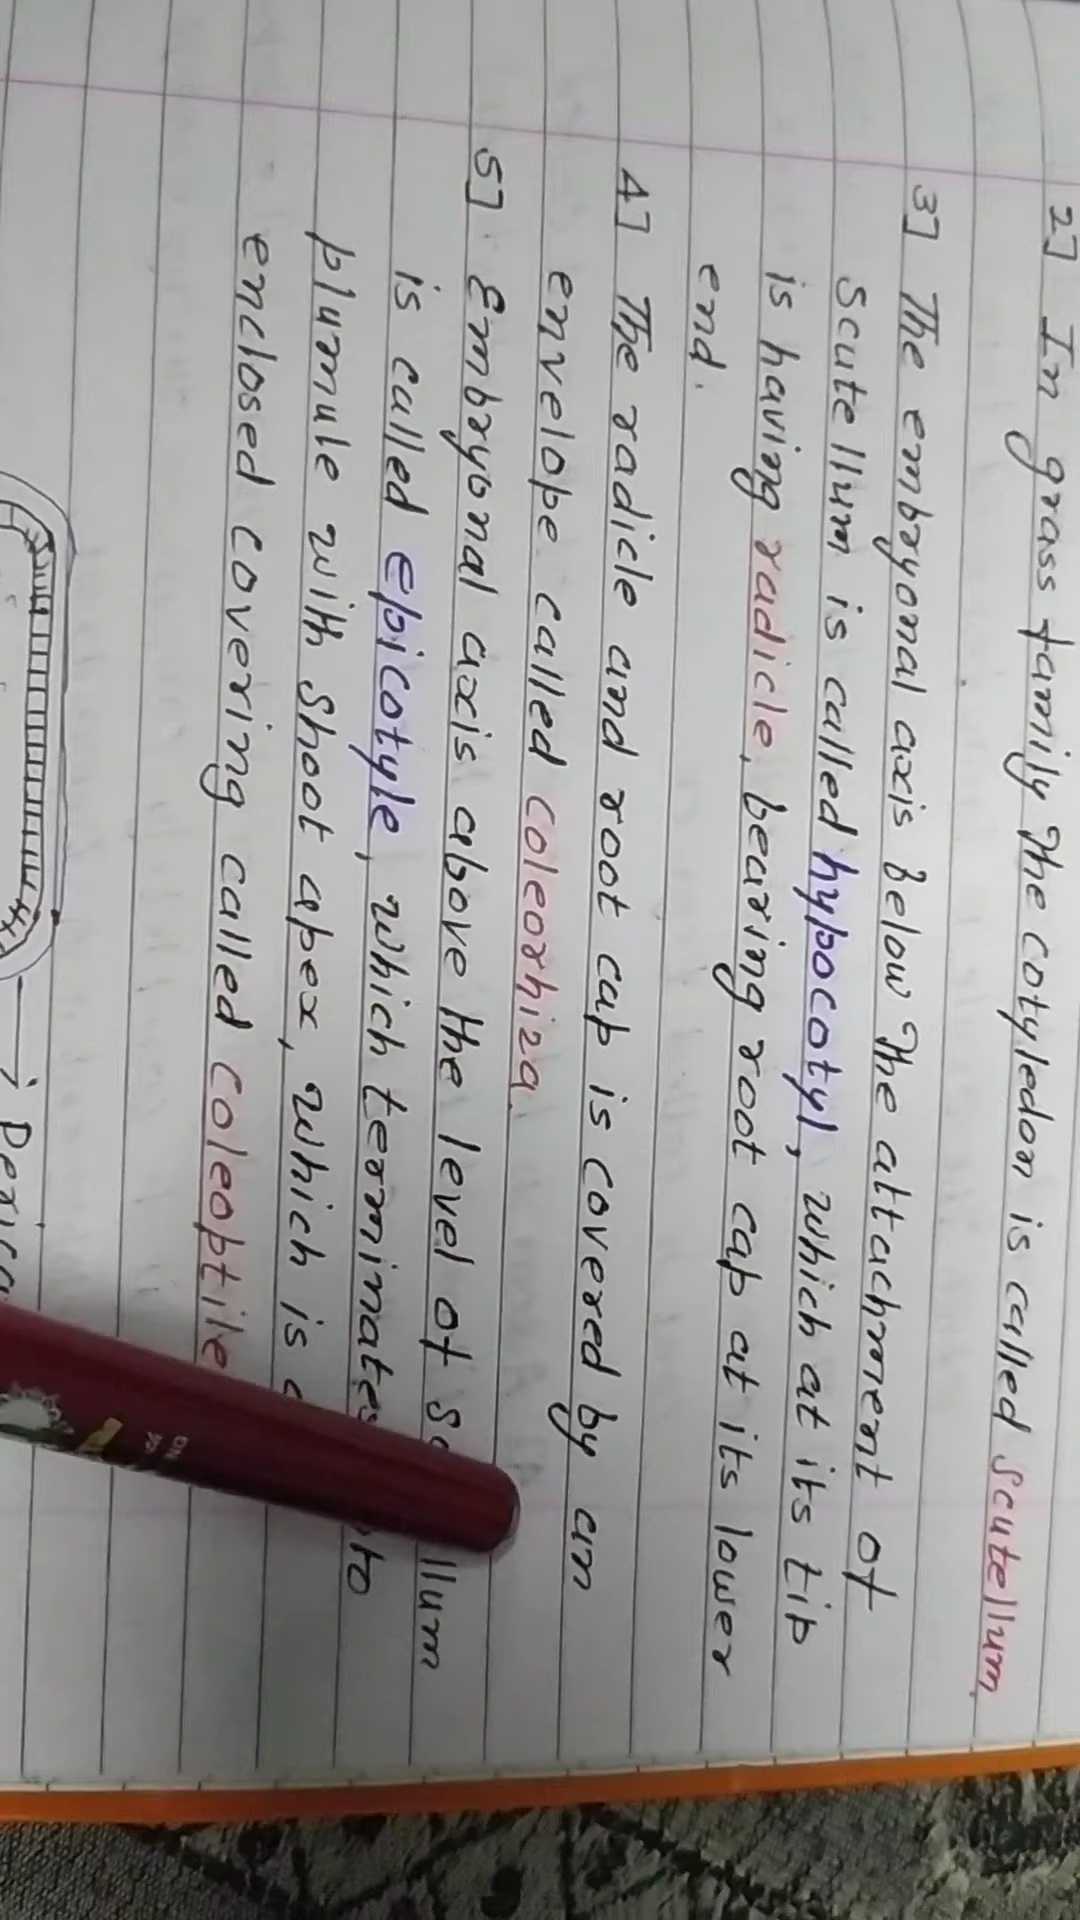 2] In grass family The cotyledon is called Scutellum.
3] The embryonal axis Below The attachment of
Scutellum is called hypocotyl, which at its tip
is having radicle, bearing root cap at its lower
end.
4] The radicle and root cap is covered by an
envelope called coleorhiza.
5] Embryonal axis above the level of
is called epicotyle, which terminates
plumule with Shoot apex, which is
enclosed covering called Coleoptile